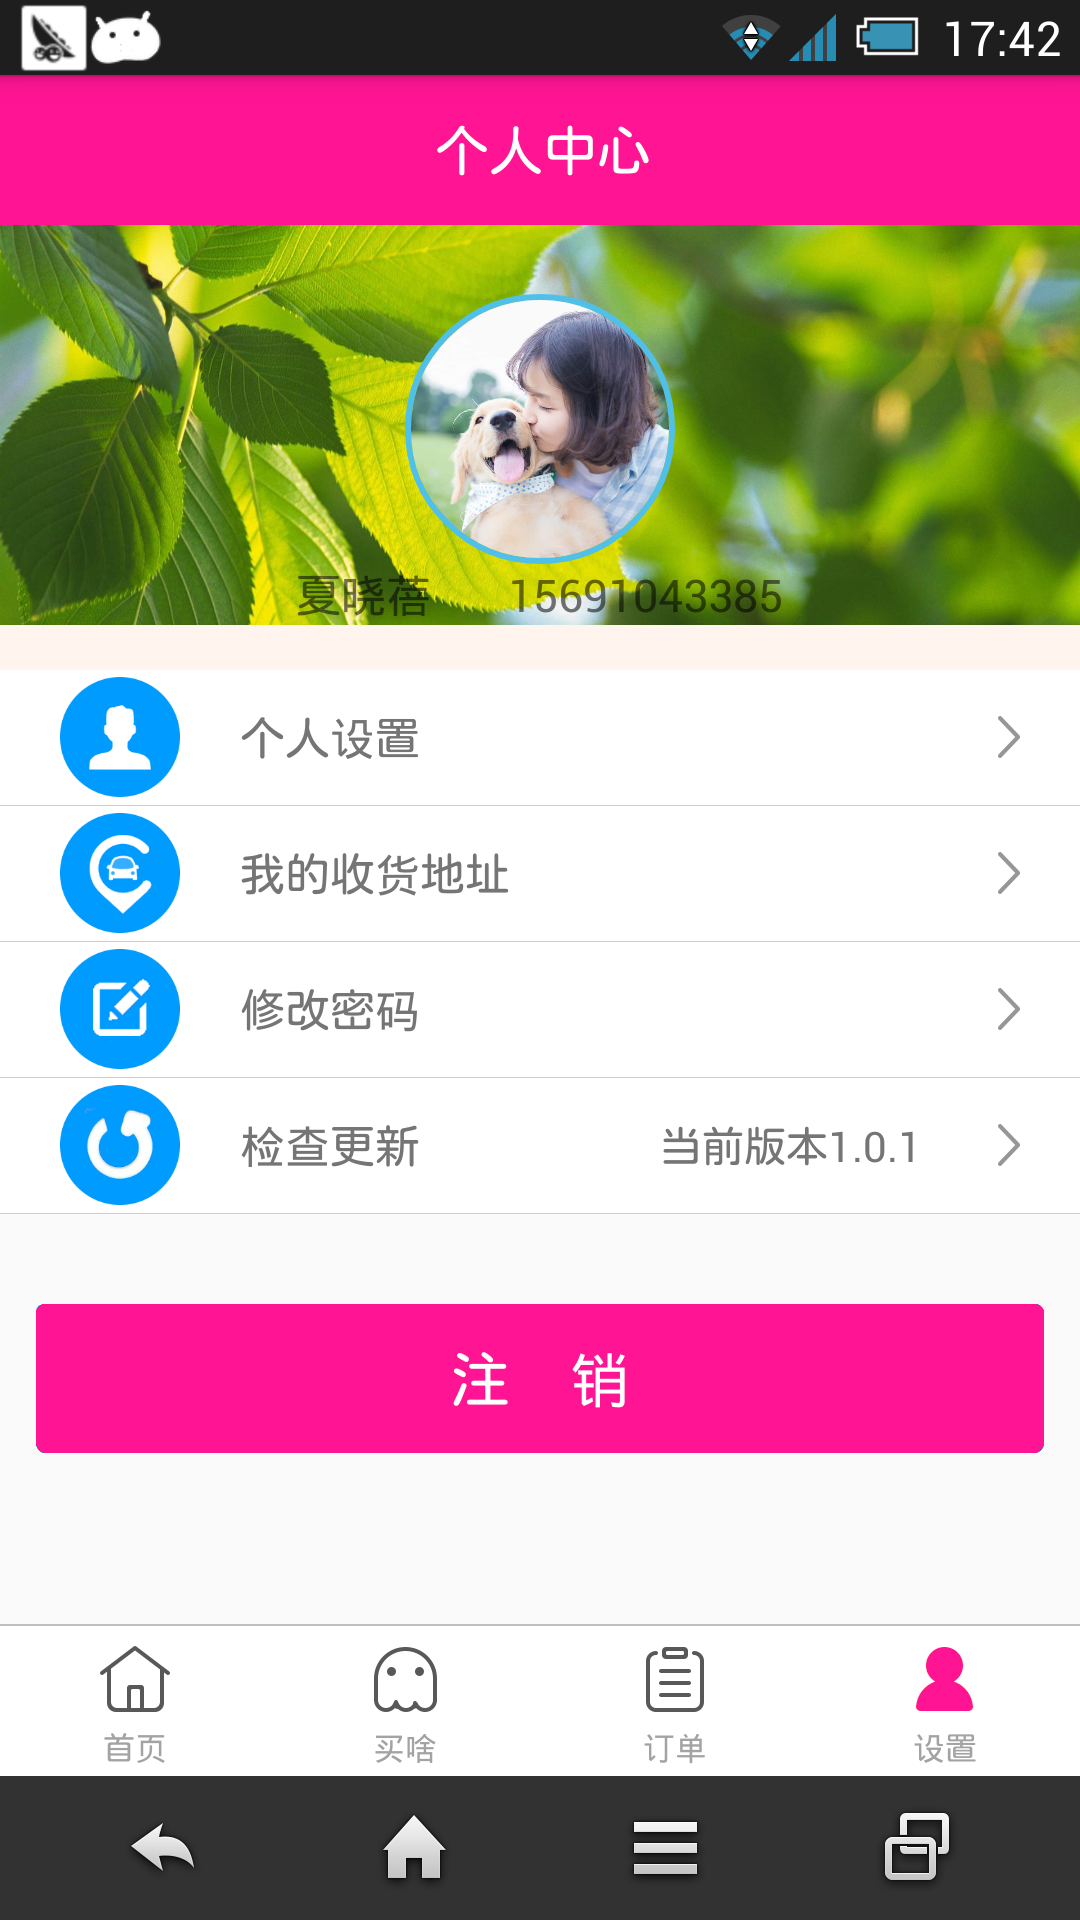 17:42
个人中心
夏晓蓓 15691043385
个人设置
我的收货地址
修改密码
检查更新 当前版本1.0.1
注 销
首页 买啥 订单 设置